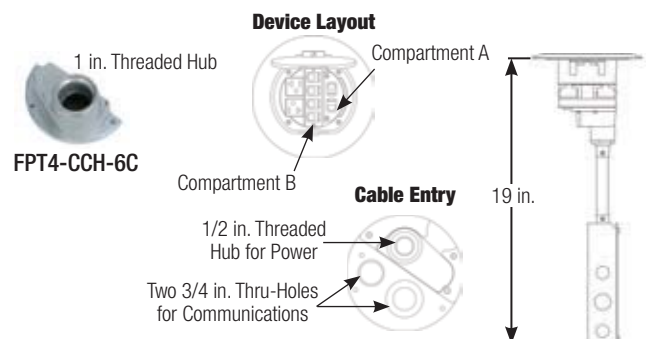 Device Layout
1 in. Threaded Hub
Compartment A
FPT4-CCH-6C
Compartment B
Cable Entry
19 in.
1/2 in. Threaded
Hub for Power
Two 3/4 in. Thru-Holes
for Communications